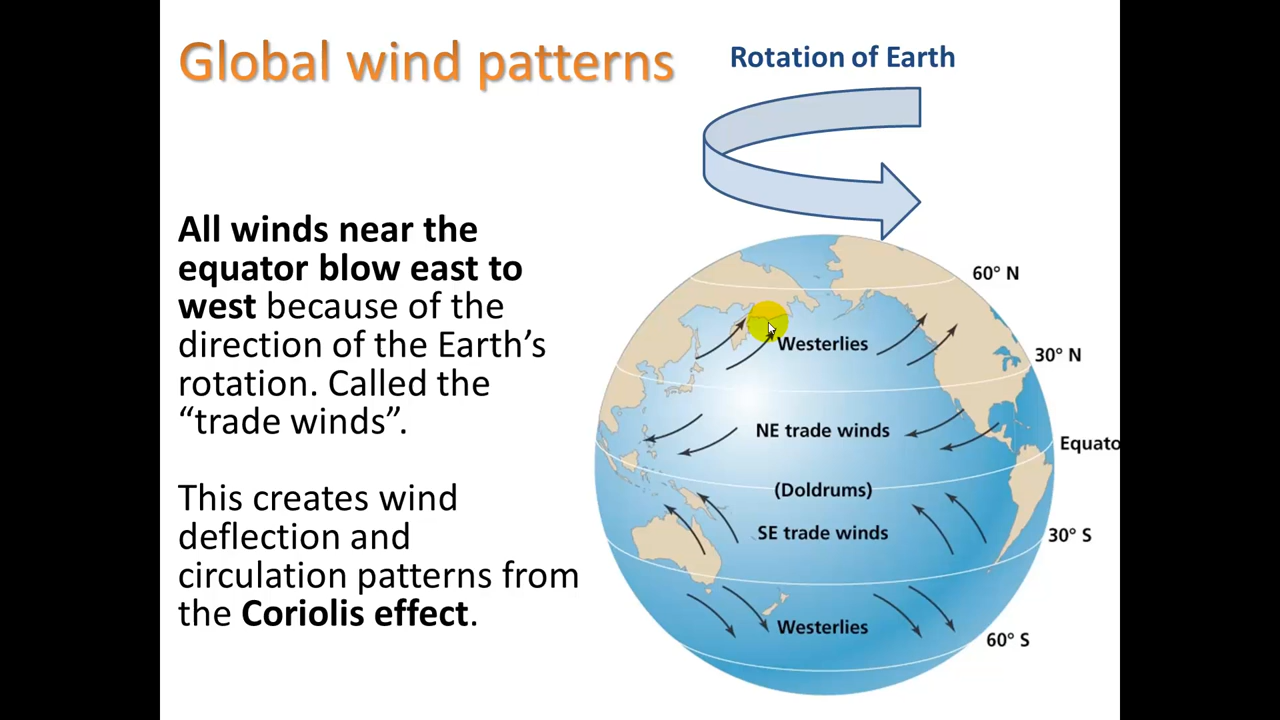 Global wind patterns
Rotation of Earth
All winds near the
equator blow east to
west because of the
direction of the Earth’s
rotation. Called the
“trade winds”.
This creates wind
deflection and
circulation patterns from
the Coriolis effect.
60° N
Westerlies
30° N
NE trade winds
Equato
(Doldrums)
SE trade winds
30° S
Westerlies
60° S